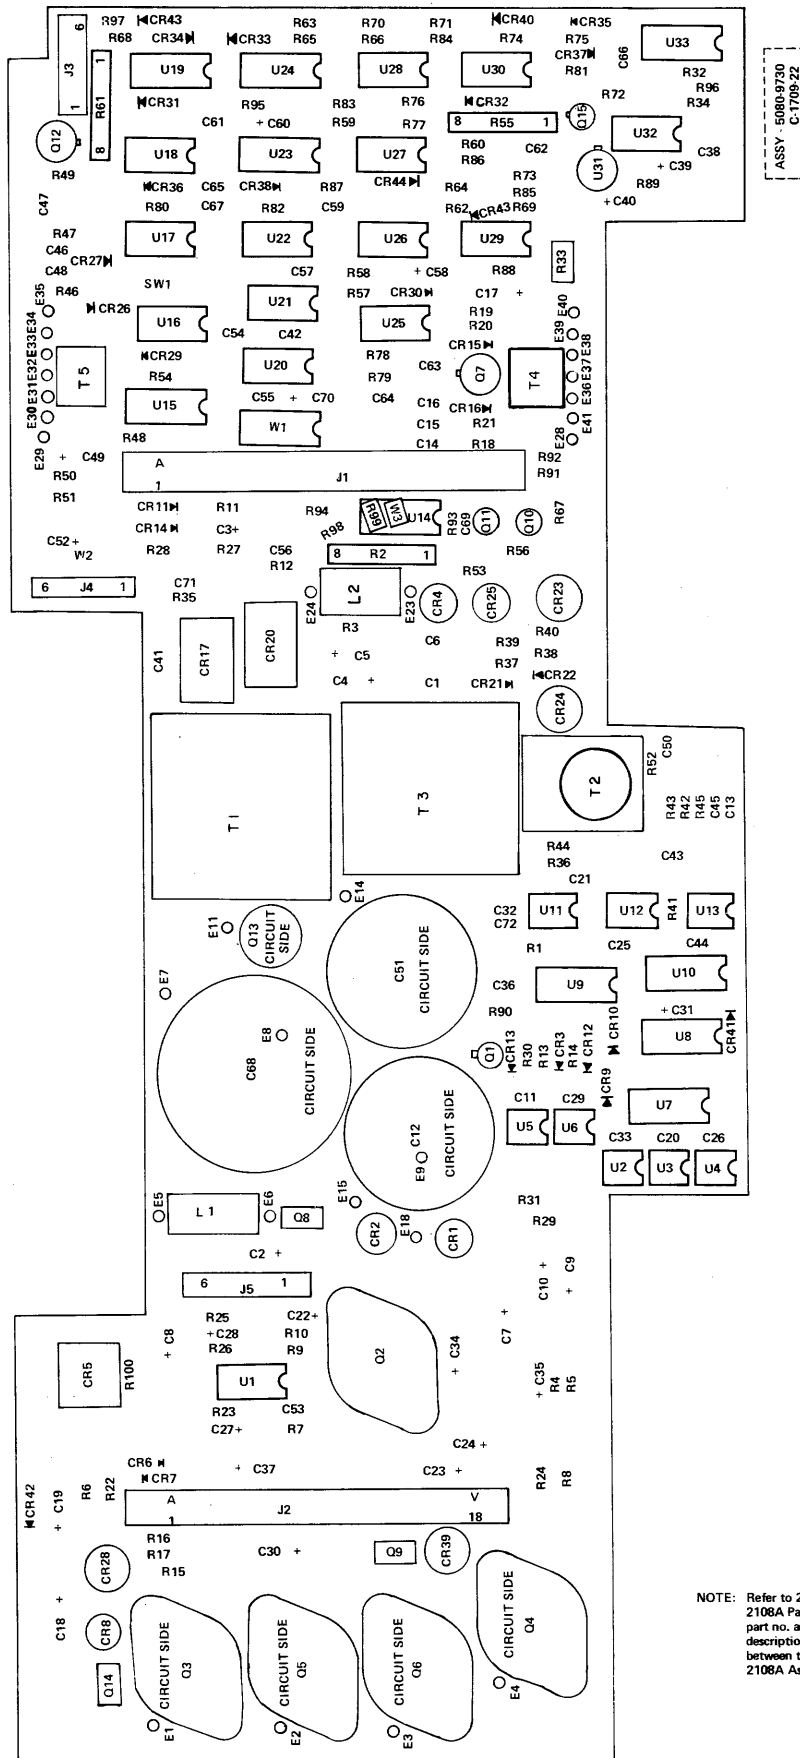 R97 CR43 R63 R70 R71 CR40 CR35
R68 CR34 CR33 R65 R66 R84 R74 R75
6 J3 1
CR37 C66 U33
1 R61 8
U19 U24 U28 U30 R81
R32
R96
R34
CR31 R95 R83 R76 CR32 R72
C61 + C60 R59 R77 8 R55 1 Q15 U32
Q12 R49
U18 U23 U27 R60 R86 C62 U31 C38
+ C39
CR36 C65 CR38 R87 CR44 R64 R73 R85 R89
+ C40
C47 R80 C67 R82 C59 R62 CR43 R69
R47
C46
CR27
C48
U17 U22 U26 U29 R33
C57 R58 + C58 R88
R46 SW1 R57 CR30 C17 +
E35 CR26 U21 R19 E40
E34 U16 U25 R20 E39
E33 C54 C42 CR15 E38
E32 CR29 R78 C63 Q7 T4 E37
E31 T5 R54 U20 R79 E36
E30 U15 C55 + C70 C64 C16 CR16 E41
E29 W1 C15 R21 E28
R48 C14 R18
+ C49 R92
R50 A R91
R51 1 J1
CR11 R11 R94 R99 W3 U14 R93 C69 Q11 Q10 R67
CR14 C3+ R98
C52+
W2 R28 R27 C56 R12 8 R2 1 R56
6 J4 1 C71 R35 E24 L2 E23 R53 CR4 CR25 CR23
CR17 CR20 R3
C41 + C5 C6 R39 R40
R37 R38
C4 + C1 CR21 CR22
CR24
T1 T3 T2 R52 C50
R43
R42
R45
C45
C13
R44
R36 C43
C21
E14 C32 C72 U11 U12 R41 U13
E11 Q13 CIRCUIT SIDE C51 CIRCUIT SIDE
R1 C25 C44
E7 C36 U9 U10
E8 C68 CIRCUIT SIDE R90 + C31
Q1 CR13 R30 R13 CR3 R14 CR12 CR10 U8 CR41
CR9
C12 CIRCUIT SIDE C11 C29 U7
E9 U5 U6 C33 C20 C26
U2 U3 U4
E5 L1 E6 Q8 E15 CR2 E18 CR1 R31
R29
C2 +
6 J5 1 C10 + C9 +
R25 C22+
C8 + +C28 R10 Q2 + C7
R26 R9 + C34
CR5 R100 U1 + C35 R4 R5
R23 C53
C27+ R7
C24 +
CR6 + C37 C23 + R24 R8
CR7
CR42 C19 + R6 R22 A J2 V
1 18
R16
R17 C30 + Q9 CR39
CR28 R15
C18 + CR8 Q14
CIRCUIT SIDE Q3
CIRCUIT SIDE Q5
CIRCUIT SIDE Q6
CIRCUIT SIDE Q4
E1 E2 E3 E4
ASSY - 5080-9730
C-1709-22
NOTE: Refer to
2108A
part no.
between
2108A